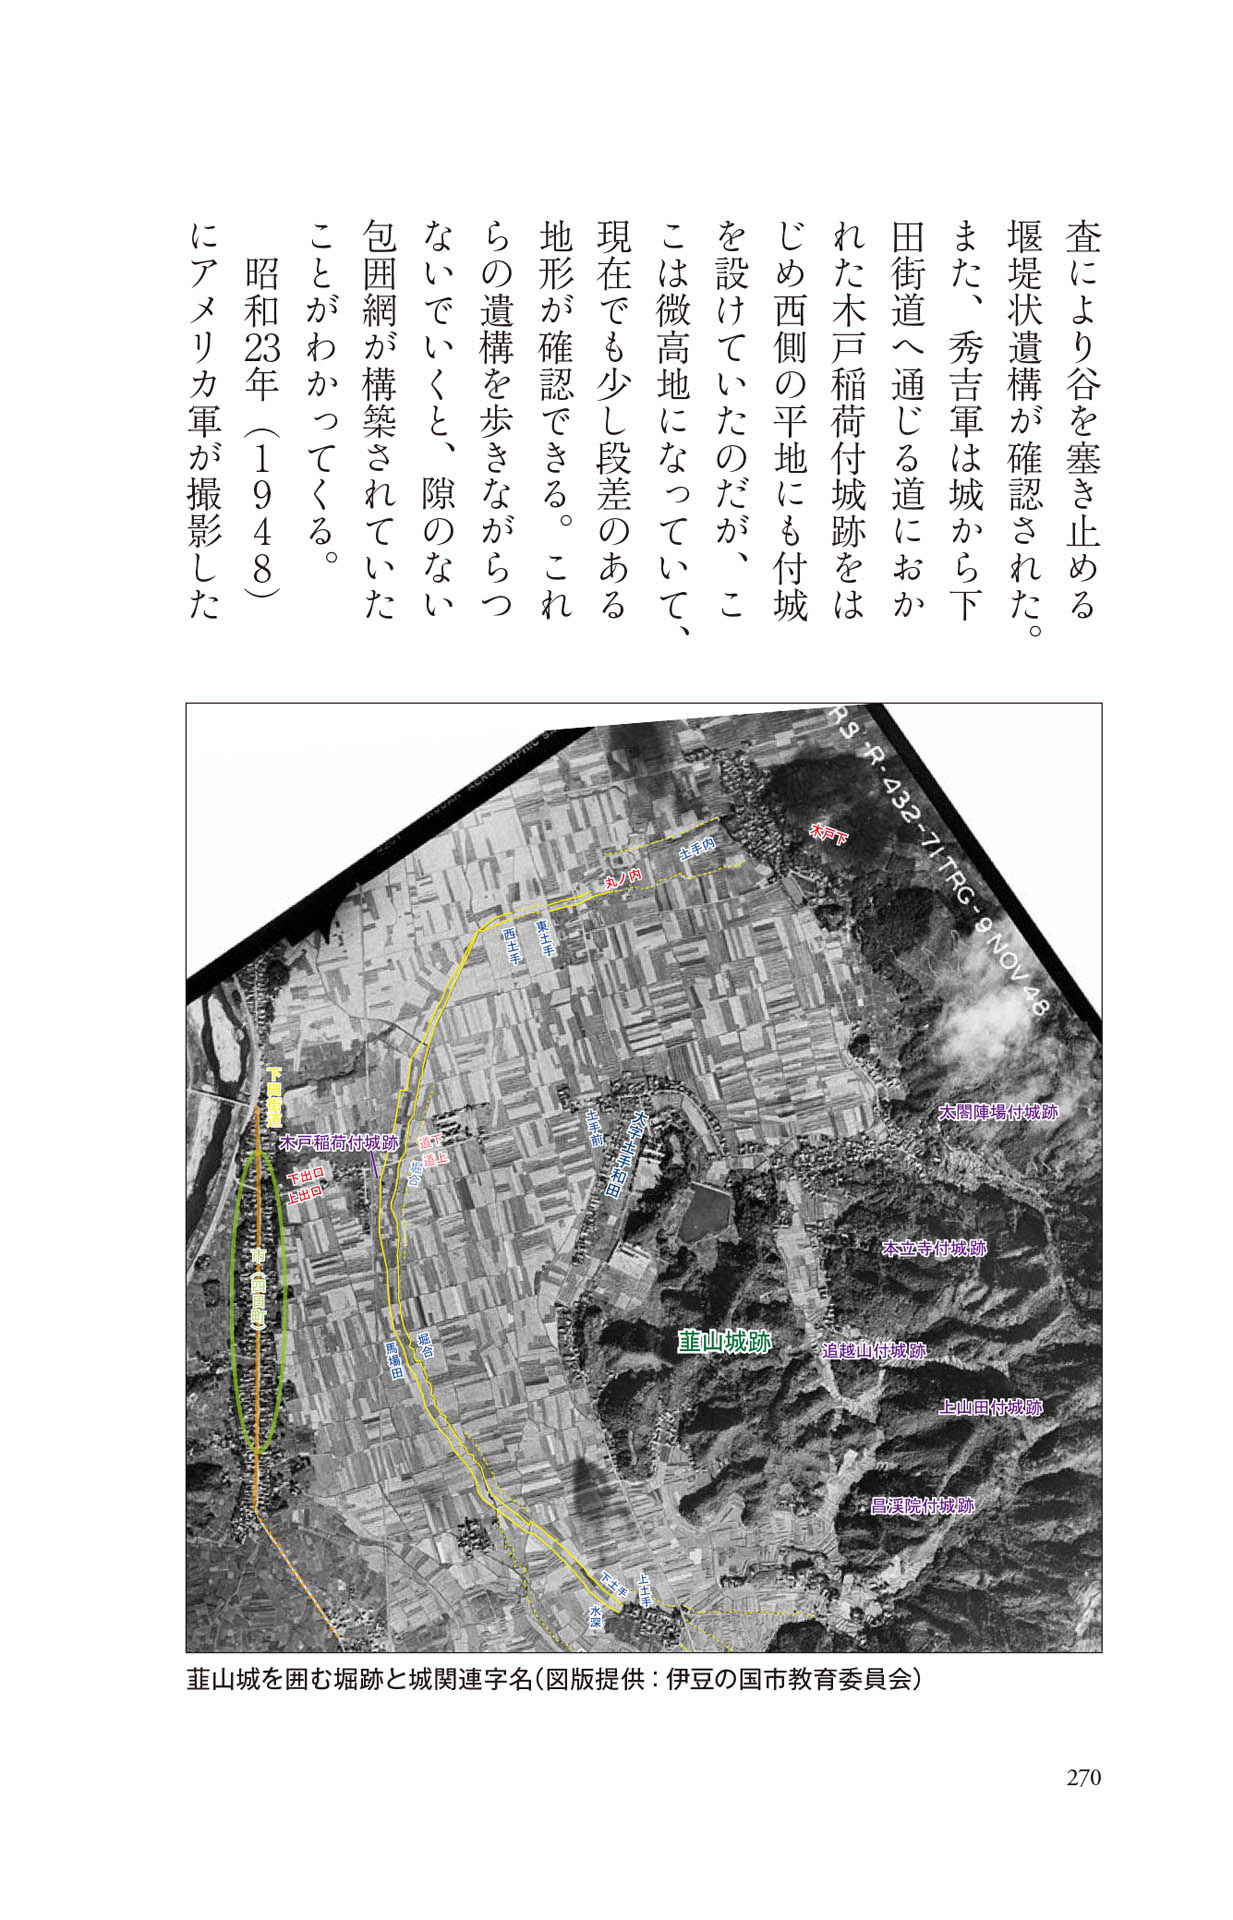 査により谷を塞き止める
堰堤状遺構が確認された。
また、秀吉軍は城から下
田街道へ通じる道におか
れた木戸稲荷付城跡をは
じめ西側の平地にも付城
を設けていたのだが、こ
こは微高地になっていて、
現在でも少し段差のある
地形が確認できる。これ
らの遺構を歩きながらつ
ないでいくと、隙のない
包囲網が構築されていた
ことがわかってくる。
昭和23年（1948）
にアメリカ軍が撮影した
RS-R-432-71TRG-9NOV48
木戸下
土手内
丸ノ内
東土手
西土手
下田街道
木戸稲荷付城跡
下出口
上出口
道下
道上
堀合
土手前
大字土手和田
太閤陣場付城跡
本立寺付城跡
市(四日町)
韮山城跡
追越山付城跡
堀合
馬場田
上山田付城跡
昌渓院付城跡
下土手
上土手
水深
韮山城を囲む堀跡と城関連字名(図版提供:伊豆の国市教育委員会)
270